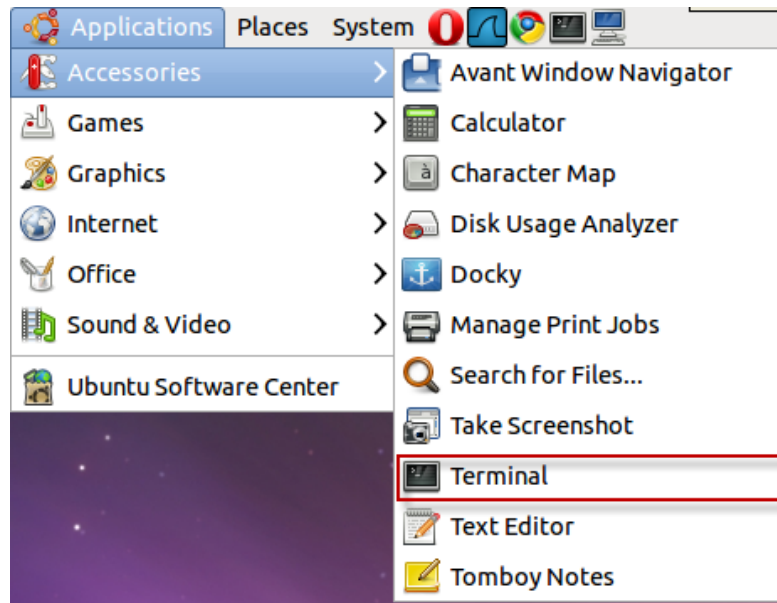 Applications Places System
Accessories
Games
Graphics
Internet
Office
Sound & Video
Ubuntu Software Center
Avant Window Navigator
Calculator
à
Character Map
Disk Usage Analyzer
Docky
Manage Print Jobs
Search for Files...
Take Screenshot
Terminal
Text Editor
Tomboy Notes